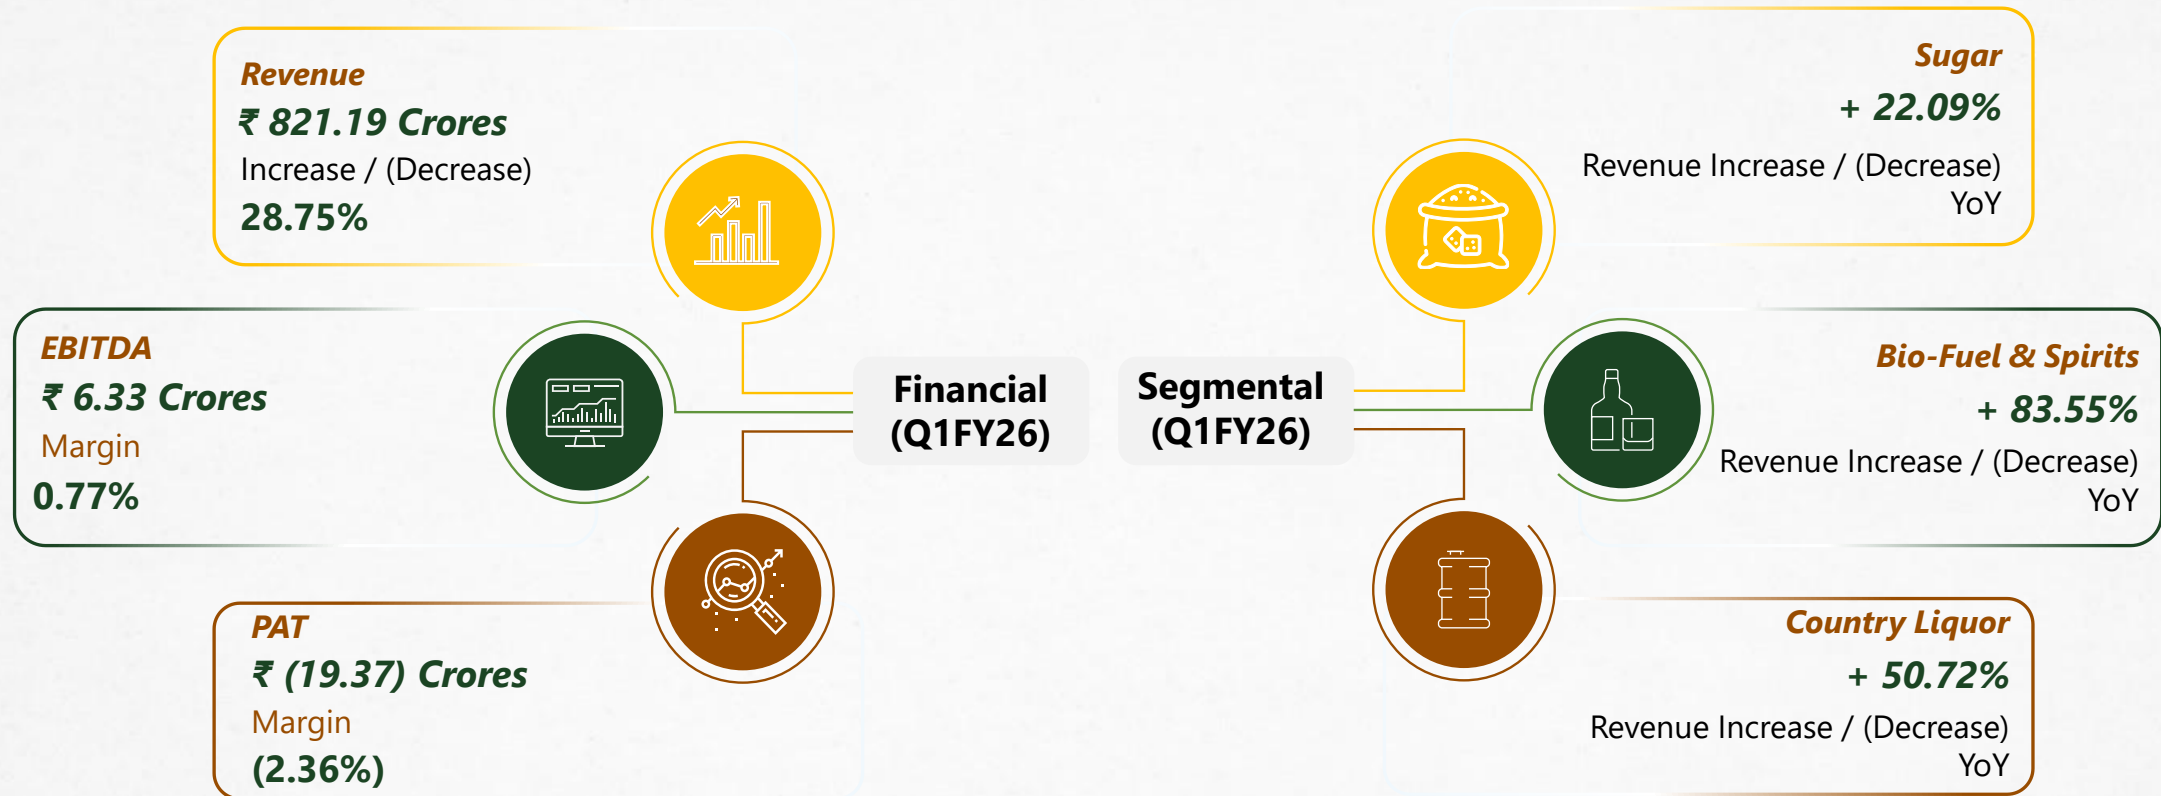 Revenue
₹ 821.19 Crores
Increase / (Decrease)
28.75%
EBITDA
₹ 6.33 Crores
Margin
0.77%
PAT
₹ (19.37) Crores
Margin
(2.36%)
Financial
(Q1FY26)
Segmental
(Q1FY26)
Sugar
+ 22.09%
Revenue Increase / (Decrease)
YoY
Bio-Fuel & Spirits
+ 83.55%
Revenue Increase / (Decrease)
YoY
Country Liquor
+ 50.72%
Revenue Increase / (Decrease)
YoY